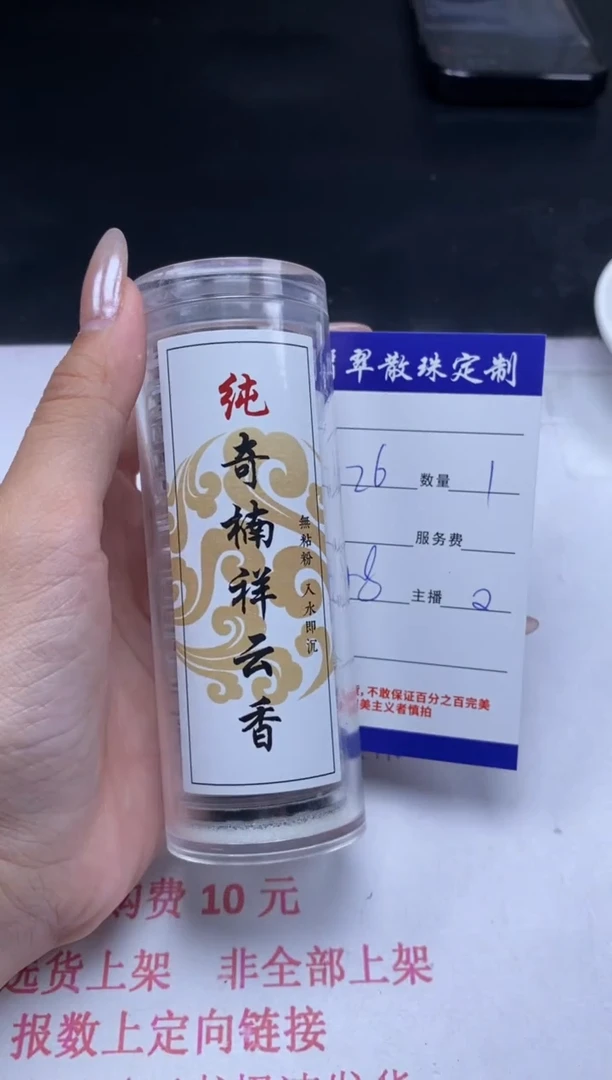 纯
奇楠祥云香
無粘粉 入水即沉
翠散珠定制
26 数量 1
服务费
8 主播 2
不敢保证百分之百完美
美主义者慎拍
购费 10 元
选货上架 非全部上架
报数上定向链接